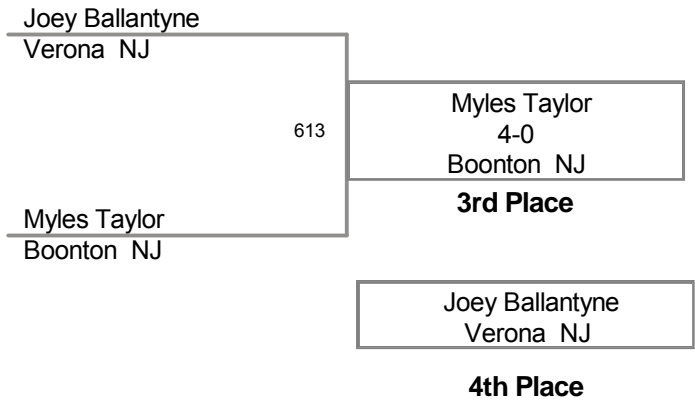 Joey Ballantyne
Verona NJ
613
Myles Taylor
4-0
Boonton NJ
3rd Place
Myles Taylor
Boonton NJ
Joey Ballantyne
Verona NJ
4th Place